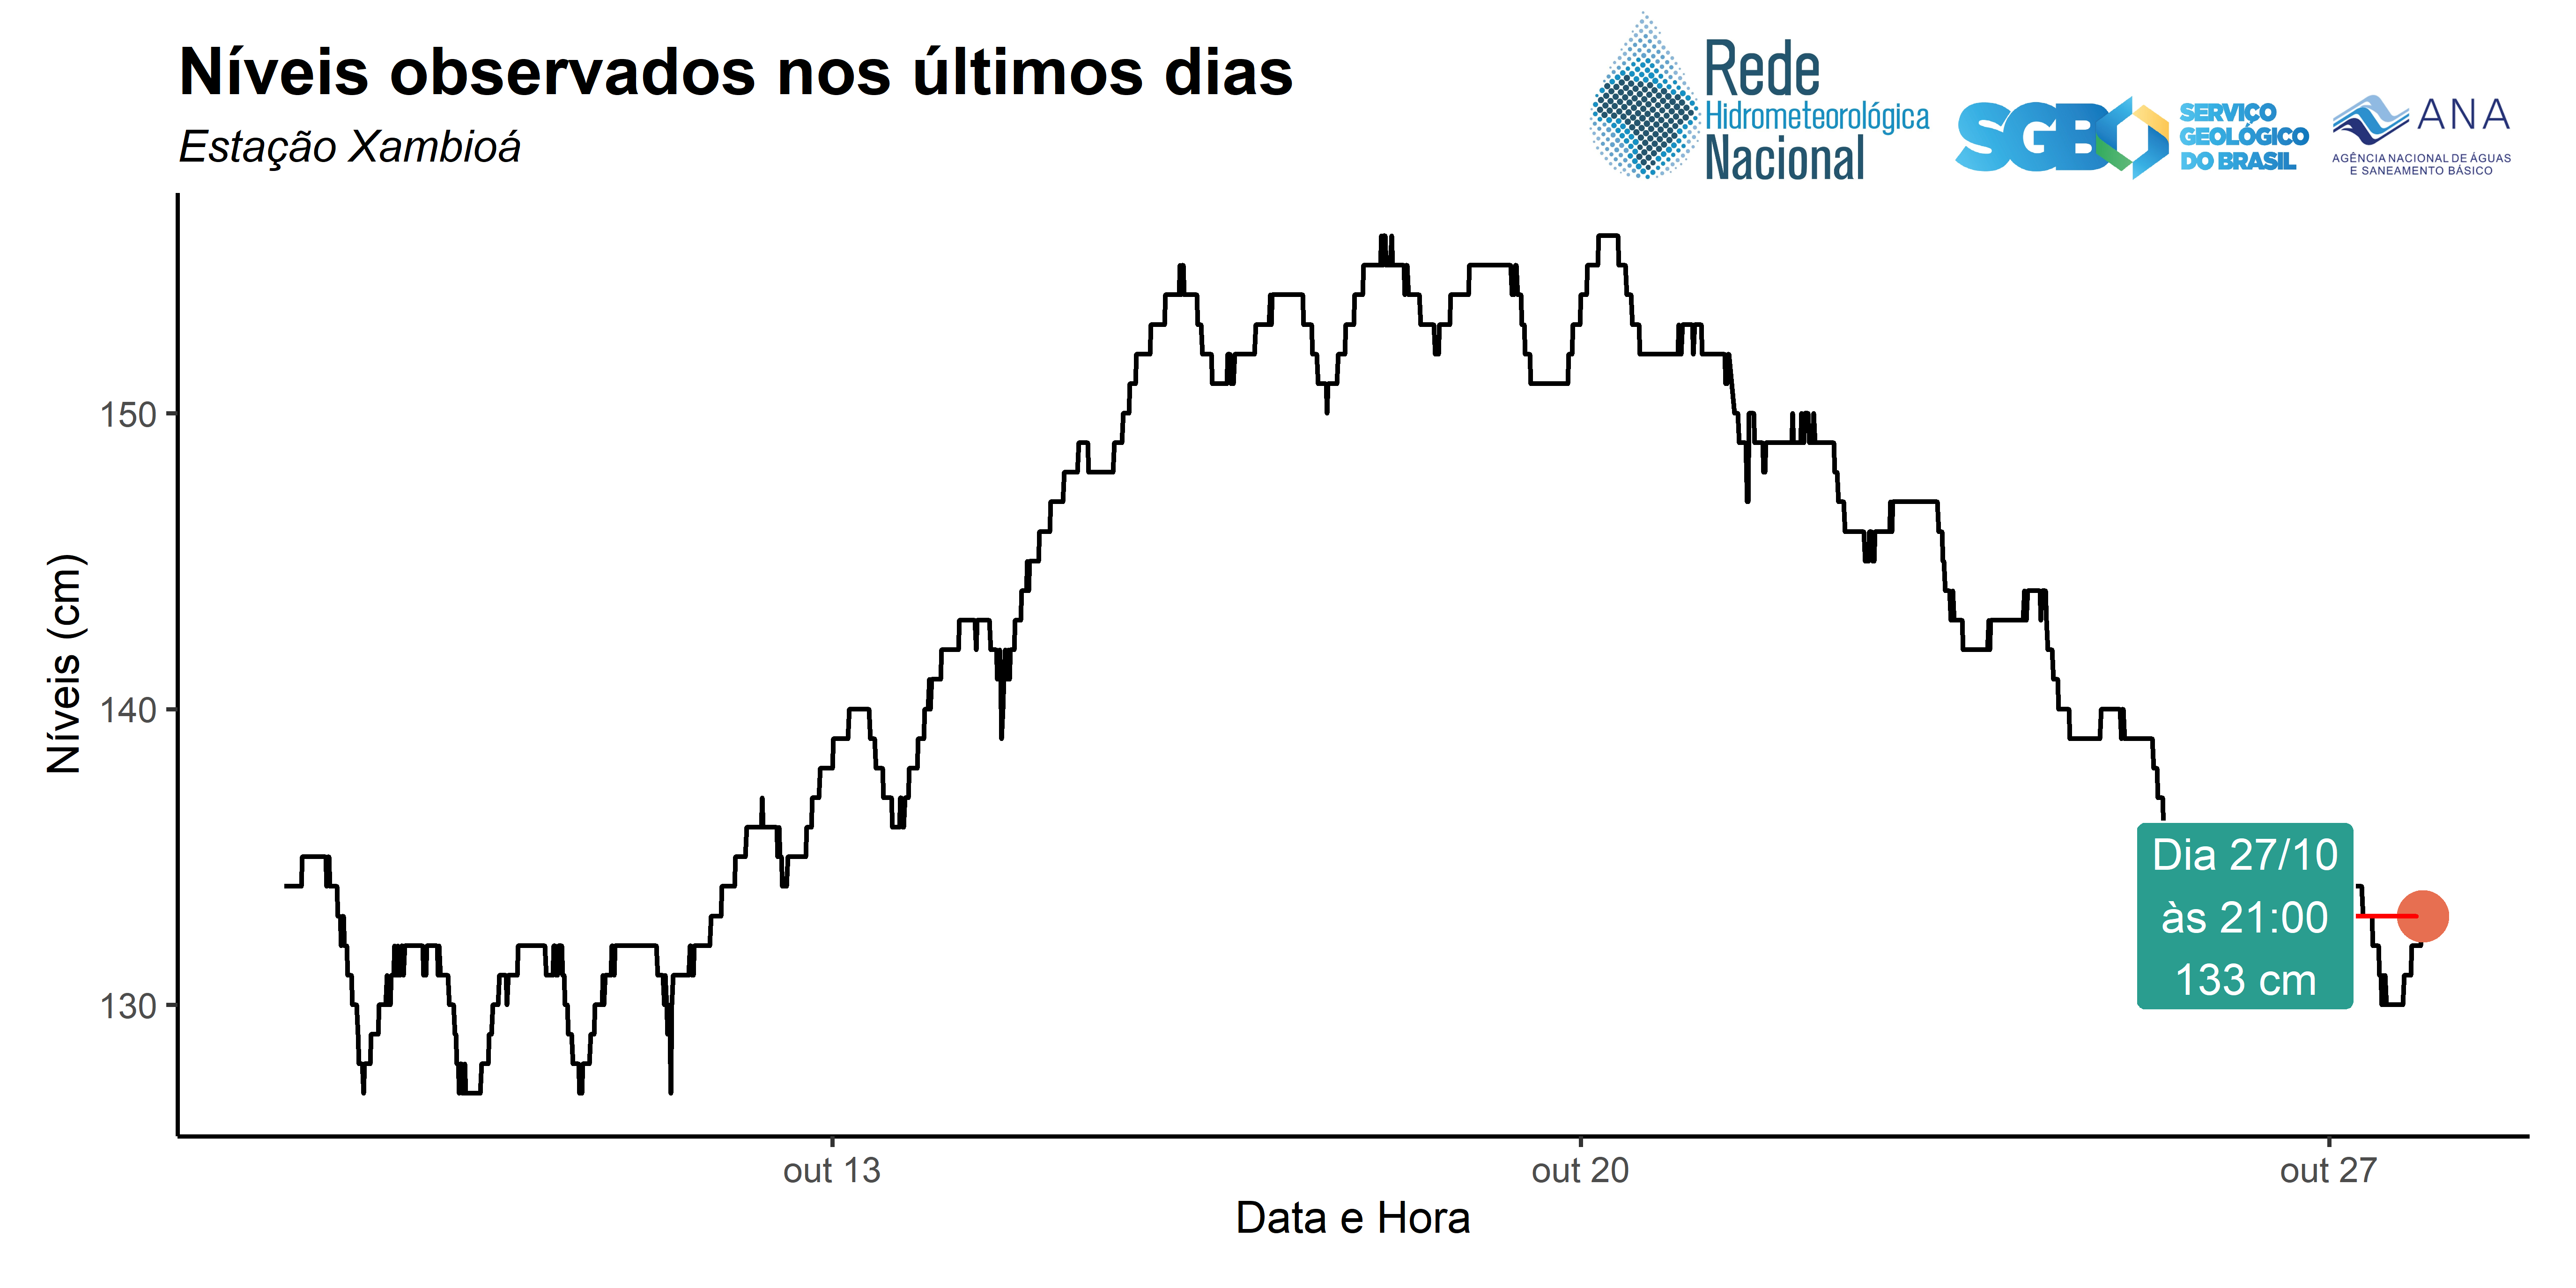 Níveis observados nos últimos dias
Estação Xambioá
Rede
Hidrometeorológica
Nacional
SGB
SERVIÇO
GEOLÓGICO
DO BRASIL
ANA
AGÊNCIA NACIONAL DE ÁGUAS
E SANEAMENTO BÁSICO
Níveis (cm)
150
140
130
Dia 27/10
às 21:00
133 cm
out 13
out 20
out 27
Data e Hora